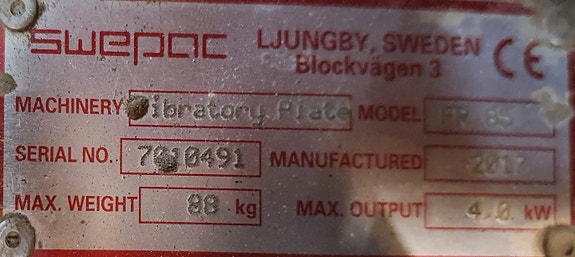 swepac LJUNGBY, SWEDEN CE
Blockvägen 3
MACHINERY Vibratory Plate MODEL FR 85
SERIAL NO. 7010491 MANUFACTURED 2017
MAX. WEIGHT 88 kg MAX. OUTPUT 4.0 kW